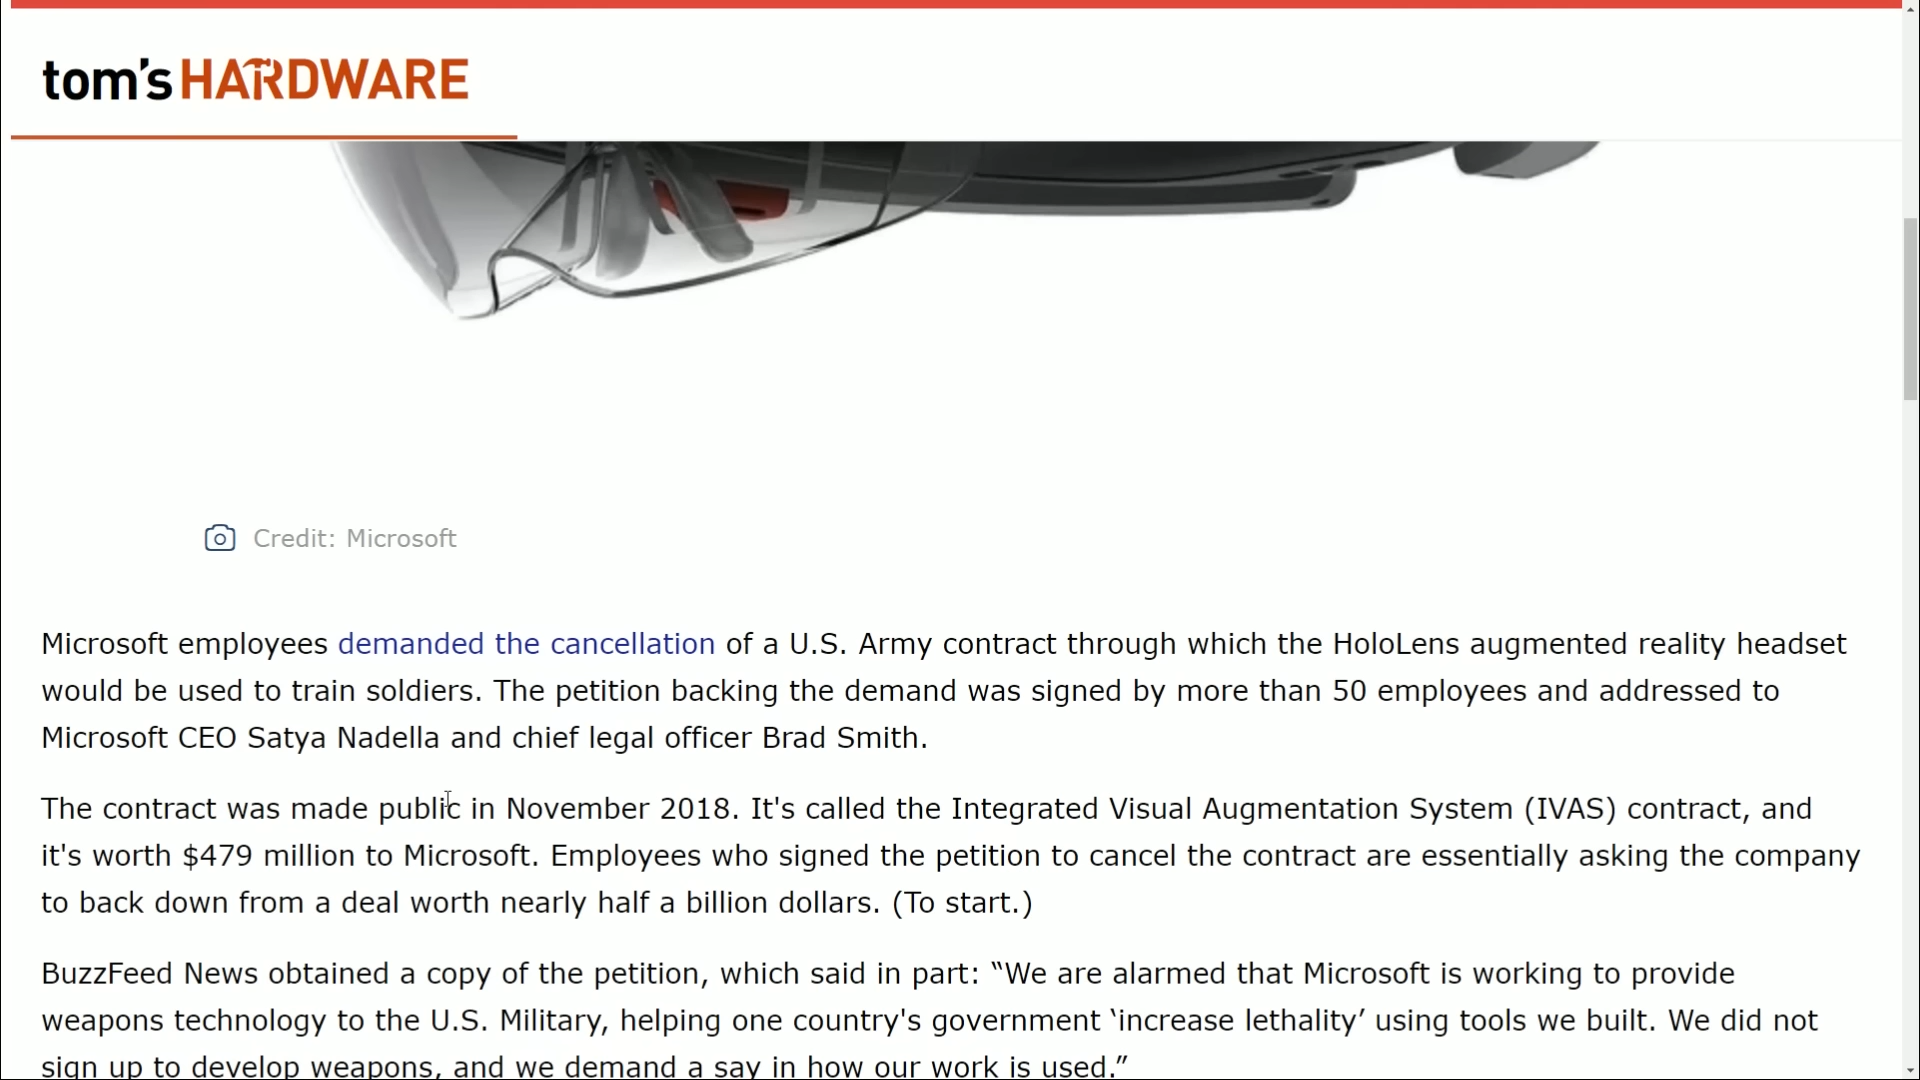 tom's HARDWARE
Credit: Microsoft
Microsoft employees demanded the cancellation of a U.S. Army contract through which the HoloLens augmented reality headset
would be used to train soldiers. The petition backing the demand was signed by more than 50 employees and addressed to
Microsoft CEO Satya Nadella and chief legal officer Brad Smith.
The contract was made public in November 2018. It's called the Integrated Visual Augmentation System (IVAS) contract, and
it's worth $479 million to Microsoft. Employees who signed the petition to cancel the contract are essentially asking the company
to back down from a deal worth nearly half a billion dollars. (To start.)
BuzzFeed News obtained a copy of the petition, which said in part: “We are alarmed that Microsoft is working to provide
weapons technology to the U.S. Military, helping one country's government ‘increase lethality’ using tools we built. We did not
sign up to develop weapons, and we demand a say in how our work is used.”